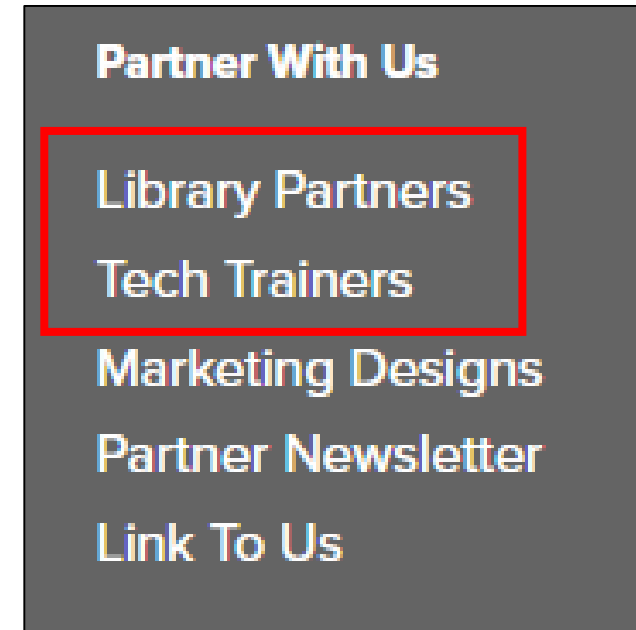 Partner With Us
Library Partners
Tech Trainers
Marketing Designs
Partner Newsletter
Link To Us